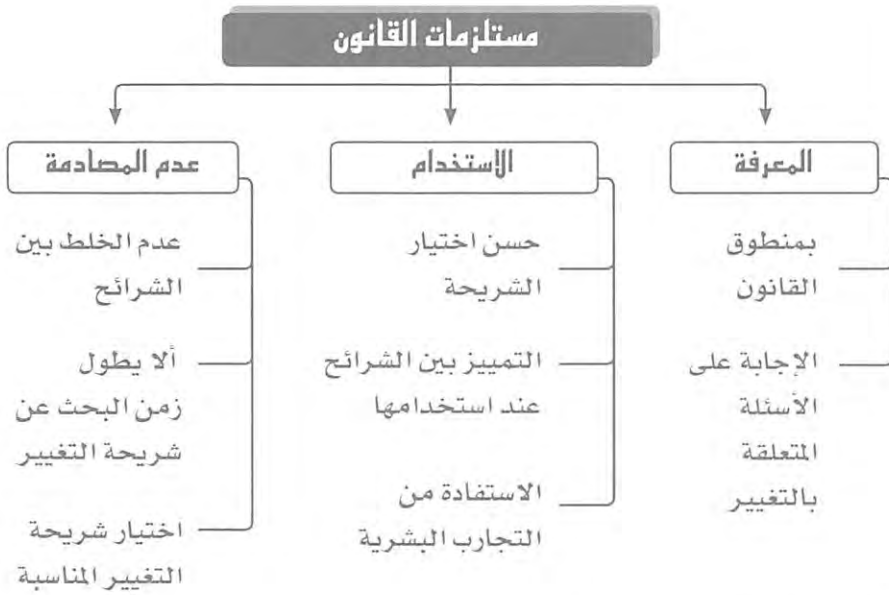 مستلزمات القانون
المعرفة
بمنطوق
القانون
الإجابة على
الأسئلة
المتعلقة
بالتغيير
الاستخدام
حسن اختيار
الشريحة
التمييز بين الشرائح
عند استخدامها
الاستفادة من
التجارب البشرية
عدم المصادمة
عدم الخلط بين
الشرائح
ألا يطول
زمن البحث عن
شريحة التغيير
اختيار شريحة
التغيير المناسبة